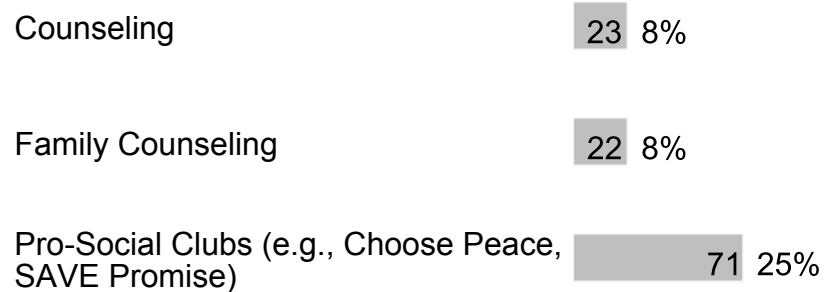 Counseling 23 8%
Family Counseling 22 8%
Pro-Social Clubs (e.g., Choose Peace,
SAVE Promise) 71 25%